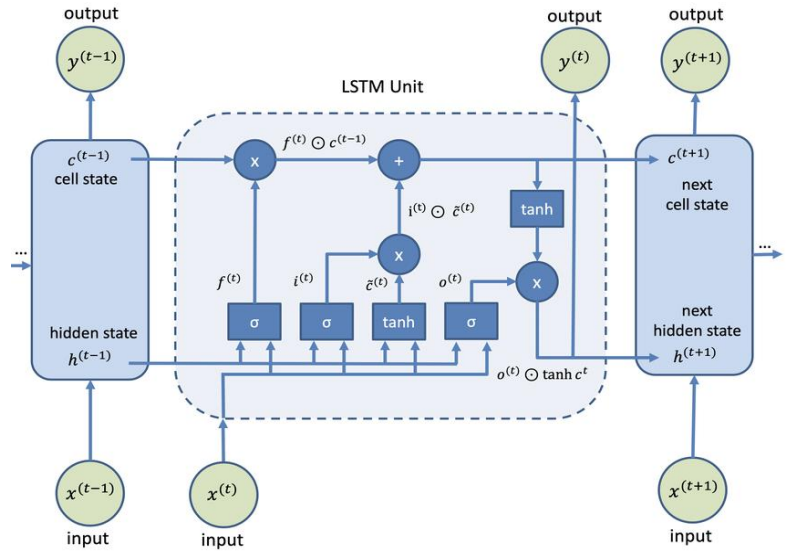 output
output
output
y^(t−1)
y^(t)
y^(t+1)
LSTM Unit
c^(t−1)
cell state
x
f^(t) ⊙ c^(t−1)
+
c^(t+1)
next
cell state
tanh
i^(t) ⊙ c̃^(t)
...
...
x
f^(t)
i^(t)
c̃^(t)
o^(t)
x
σ
σ
tanh
σ
hidden state
h^(t−1)
next
hidden state
h^(t+1)
o^(t) ⊙ tanh c^t
x^(t−1)
x^(t)
x^(t+1)
input
input
input